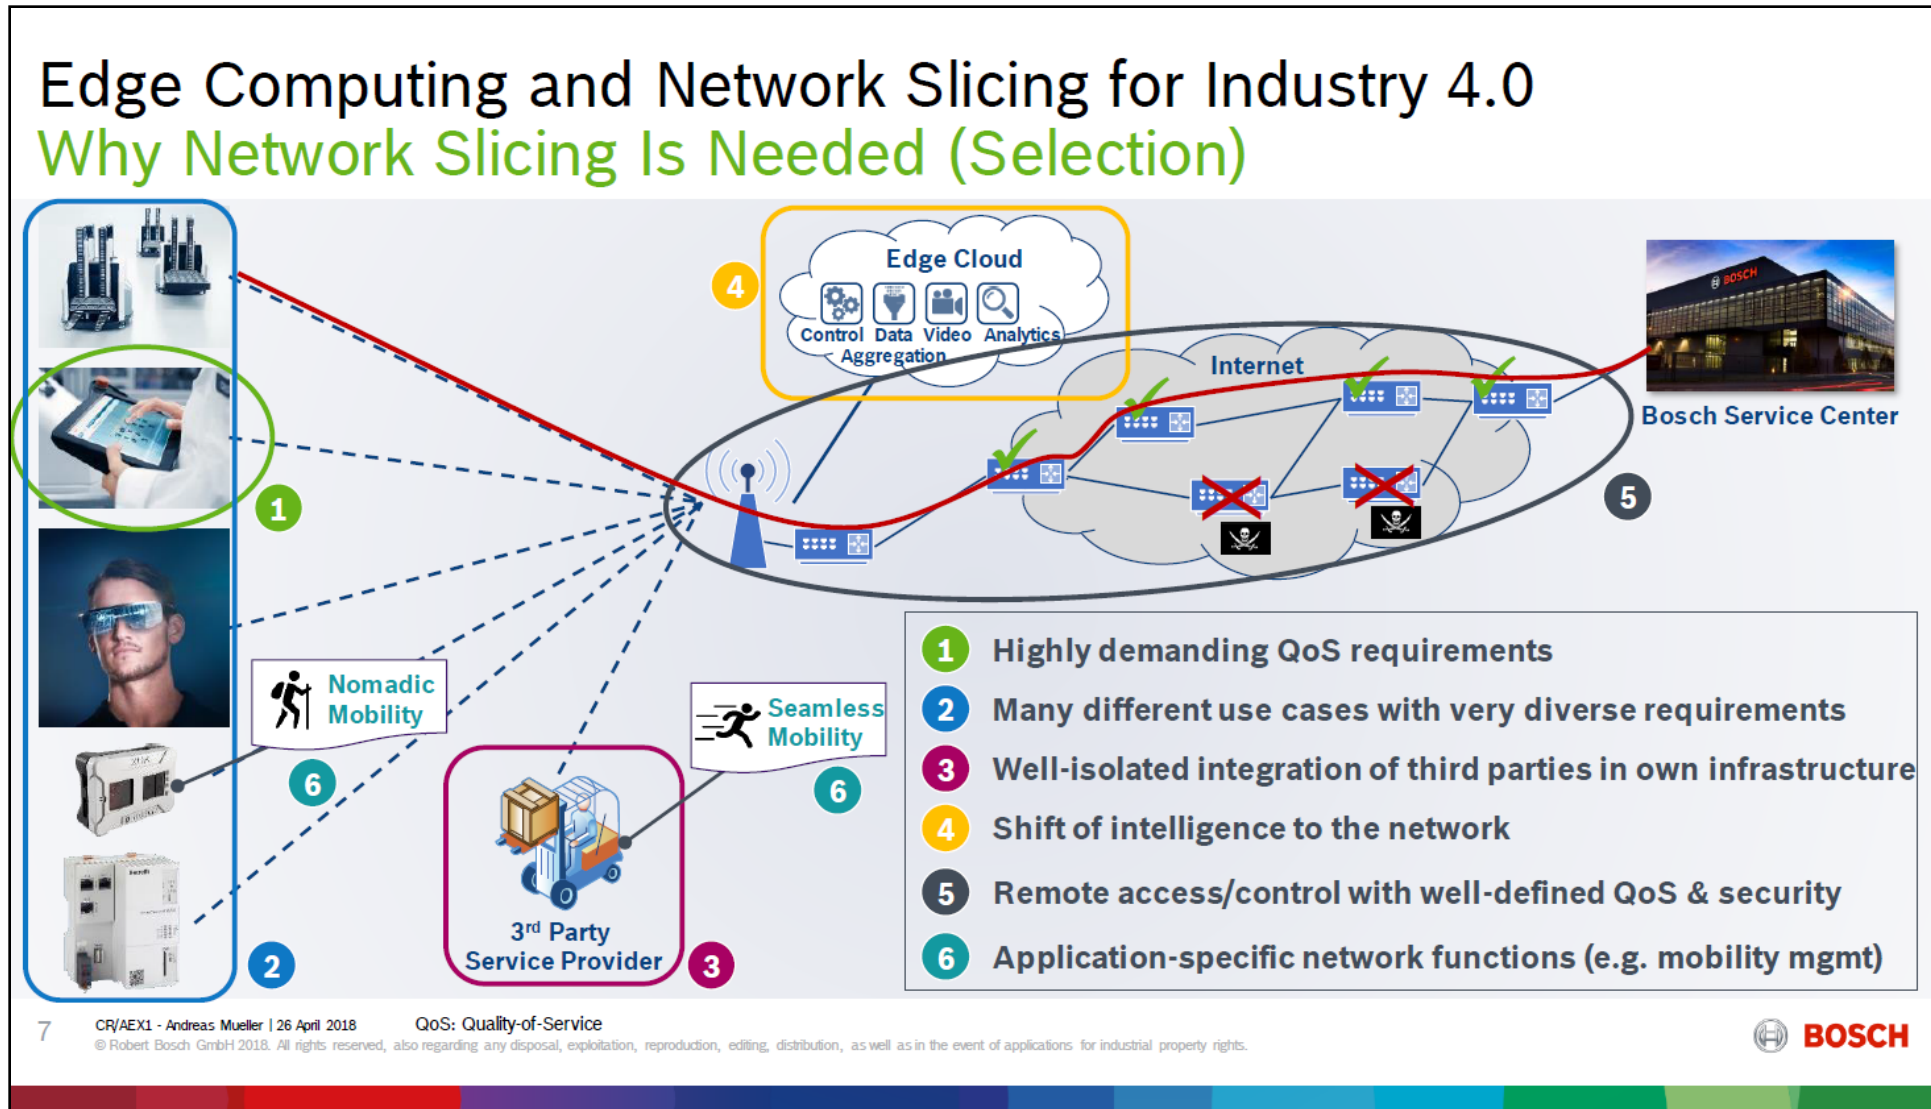 Edge Computing and Network Slicing for Industry 4.0
Why Network Slicing Is Needed (Selection)
4
Edge Cloud
Control Data Video Analytics
Aggregation
Internet
BOSCH
Bosch Service Center
1
5
Nomadic
Mobility
6
Seamless
Mobility
6
3rd Party
Service Provider
3
2
1 Highly demanding QoS requirements
2 Many different use cases with very diverse requirements
3 Well-isolated integration of third parties in own infrastructure
4 Shift of intelligence to the network
5 Remote access/control with well-defined QoS & security
6 Application-specific network functions (e.g. mobility mgmt)
7 CR/AEX1 - Andreas Mueller | 26 April 2018 QoS: Quality-of-Service
© Robert Bosch GmbH 2018. All rights reserved, also regarding any disposal, exploitation, reproduction, editing, distribution, as well as in the event of applications for industrial property rights.
BOSCH